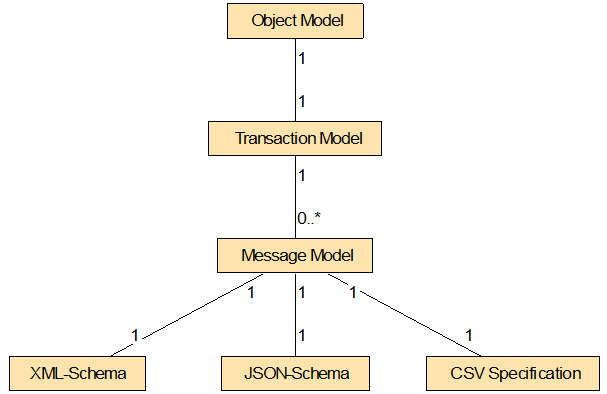 Object Model
1
1
Transaction Model
1
0..*
Message Model
1 1 1
1 1 1
XML-Schema JSON-Schema CSV Specification